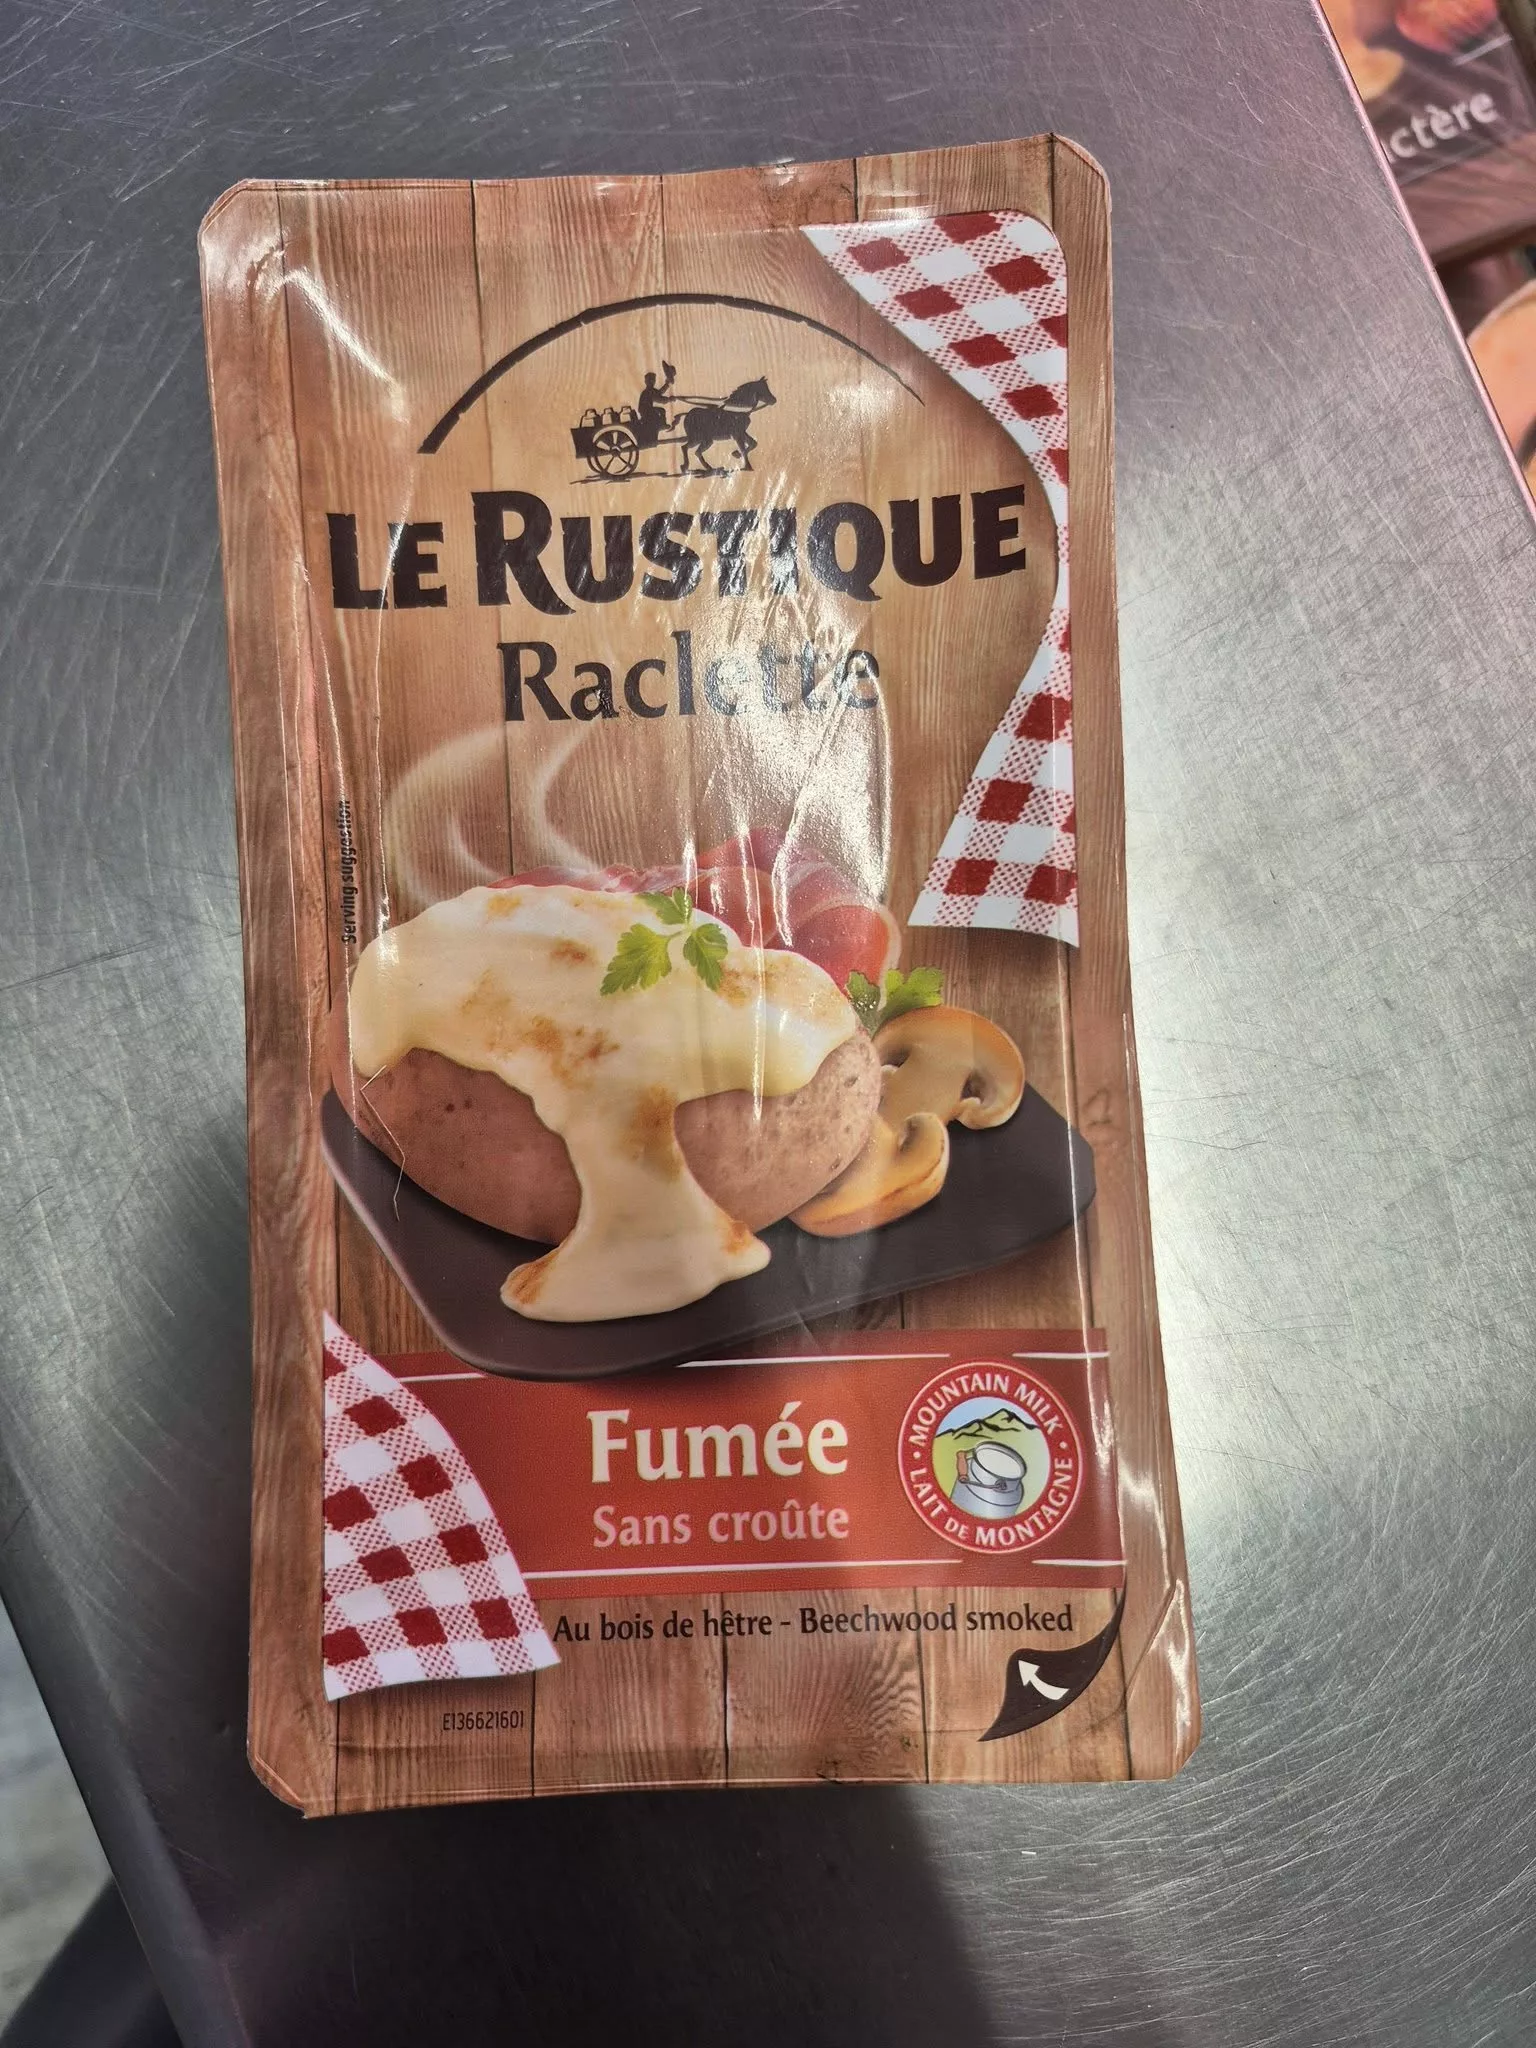 ctère
LE RUSTIQUE
Raclette
Serving suggestion
Fumée
Sans croûte
MOUNTAIN MILK
LAIT DE MONTAGNE
Au bois de hêtre - Beechwood smoked
E136621601